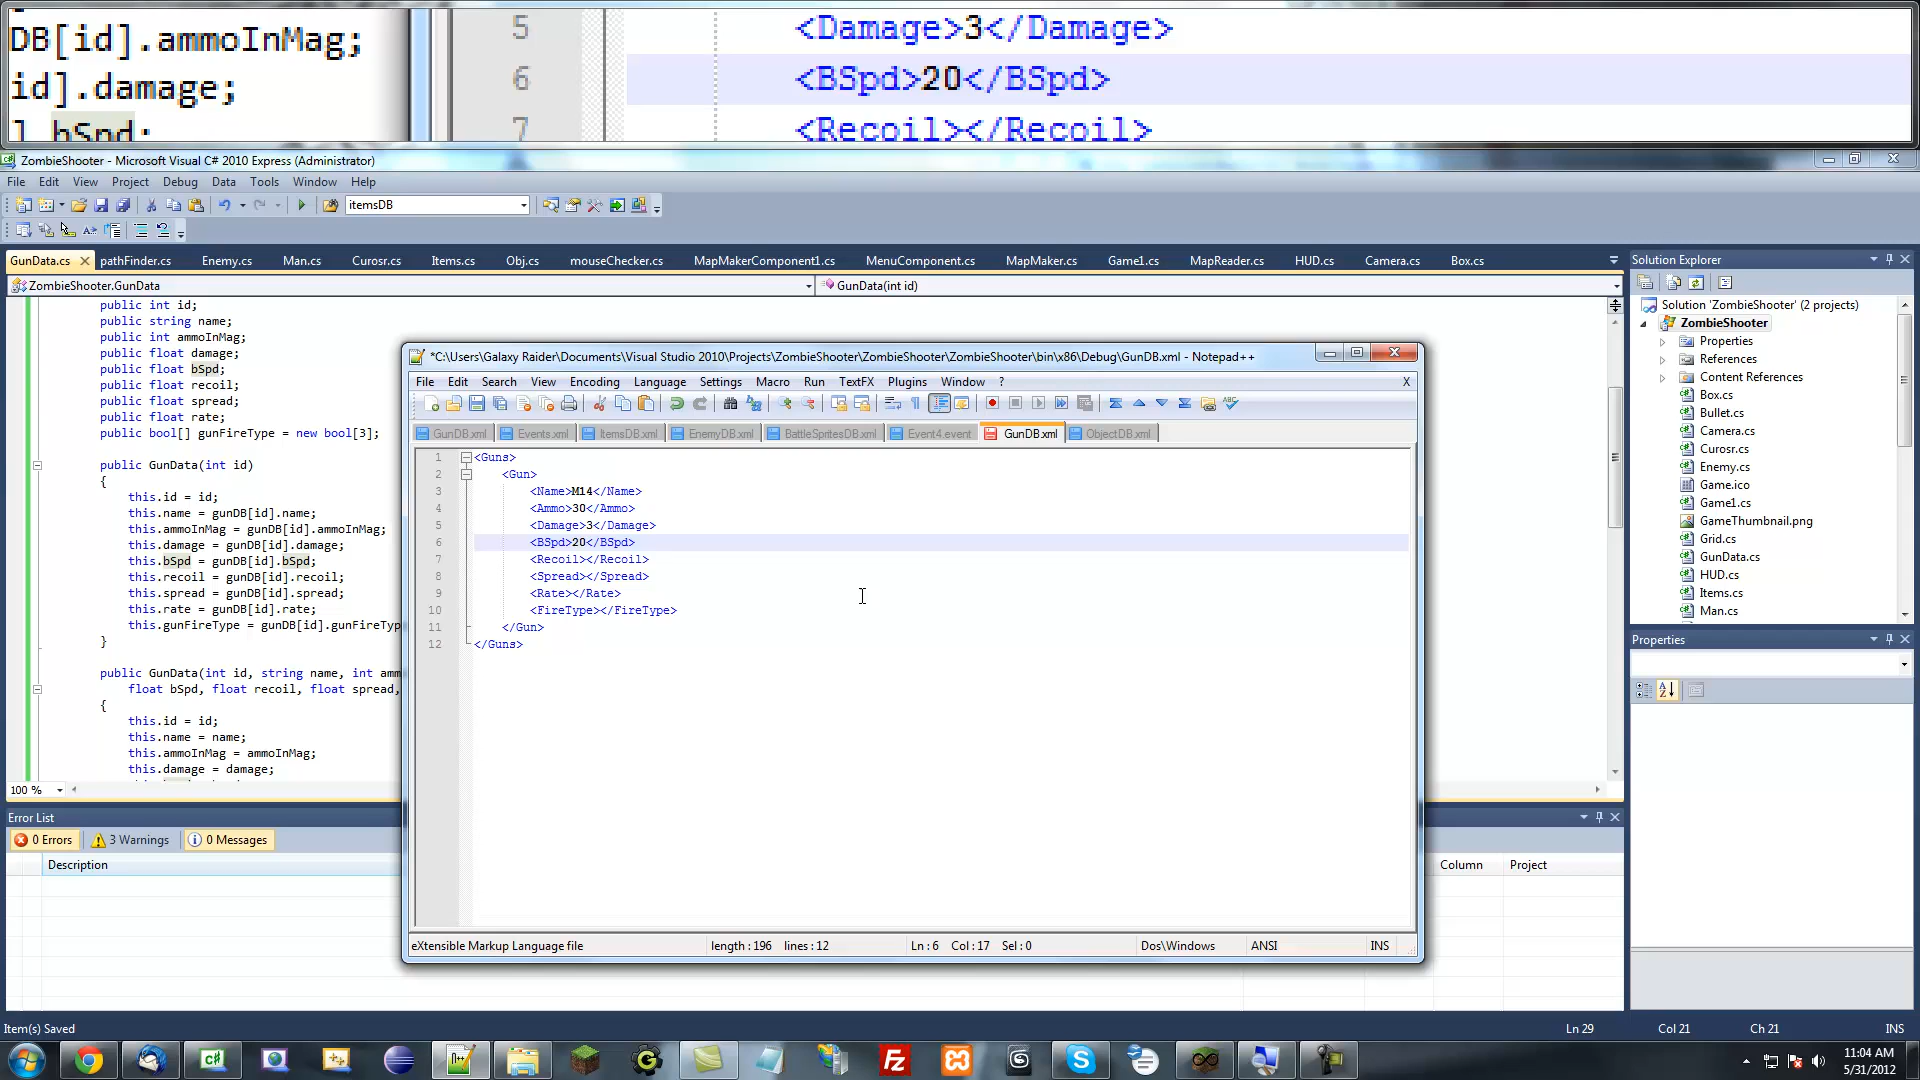 DB[id].ammoInMag;
id].damage;
].bSpd;
5 <Damage>3</Damage>
6 <BSpd>20</BSpd>
7 <Recoil></Recoil>
ZombieShooter - Microsoft Visual C# 2010 Express (Administrator)
File Edit View Project Debug Data Tools Window Help
itemsDB
GunData.cs pathFinder.cs Enemy.cs Man.cs Curosr.cs Items.cs Obj.cs mouseChecker.cs MapMakerComponent1.cs MenuComponent.cs MapMaker.cs Game1.cs MapReader.cs HUD.cs Camera.cs Box.cs
ZombieShooter.GunData
GunData(int id)
public int id;
public string name;
public int ammoInMag;
public float damage;
public float bSpd;
public float recoil;
public float spread;
public float rate;
public bool[] gunFireType = new bool[3];
public GunData(int id)
{
this.id = id;
this.name = gunDB[id].name;
this.ammoInMag = gunDB[id].ammoInMag;
this.damage = gunDB[id].damage;
this.bSpd = gunDB[id].bSpd;
this.recoil = gunDB[id].recoil;
this.spread = gunDB[id].spread;
this.rate = gunDB[id].rate;
this.gunFireType = gunDB[id].gunFireTyp
}
public GunData(int id, string name, int amm
float bSpd, float recoil, float spread,
{
this.id = id;
this.name = name;
this.ammoInMag = ammoInMag;
this.damage = damage;
100 %
*C:\Users\Galaxy Raider\Documents\Visual Studio 2010\Projects\ZombieShooter\ZombieShooter\ZombieShooter\bin\x86\Debug\GunDB.xml - Notepad++
File Edit Search View Encoding Language Settings Macro Run TextFX Plugins Window ? X
GunDB.xml Events.xml ItemsDB.xml EnemyDB.xml BattleSpritesDB.xml Event4.event GunDB.xml ObjectDB.xml
1 <Guns>
2 <Gun>
3 <Name>M14</Name>
4 <Ammo>30</Ammo>
5 <Damage>3</Damage>
6 <BSpd>20</BSpd>
7 <Recoil></Recoil>
8 <Spread></Spread>
9 <Rate></Rate>
10 <FireType></FireType>
11 </Gun>
12 </Guns>
eXtensible Markup Language file length : 196 lines : 12 Ln : 6 Col : 17 Sel : 0 Dos\Windows ANSI INS
Solution Explorer
Solution 'ZombieShooter' (2 projects)
ZombieShooter
Properties
References
Content References
Box.cs
Bullet.cs
Camera.cs
Curosr.cs
Enemy.cs
Game.ico
Game1.cs
GameThumbnail.png
Grid.cs
GunData.cs
HUD.cs
Items.cs
Man.cs
Properties
Error List
0 Errors 3 Warnings 0 Messages
Description
Column Project
Item(s) Saved
Ln 29 Col 21 Ch 21 INS
11:04 AM
5/31/2012